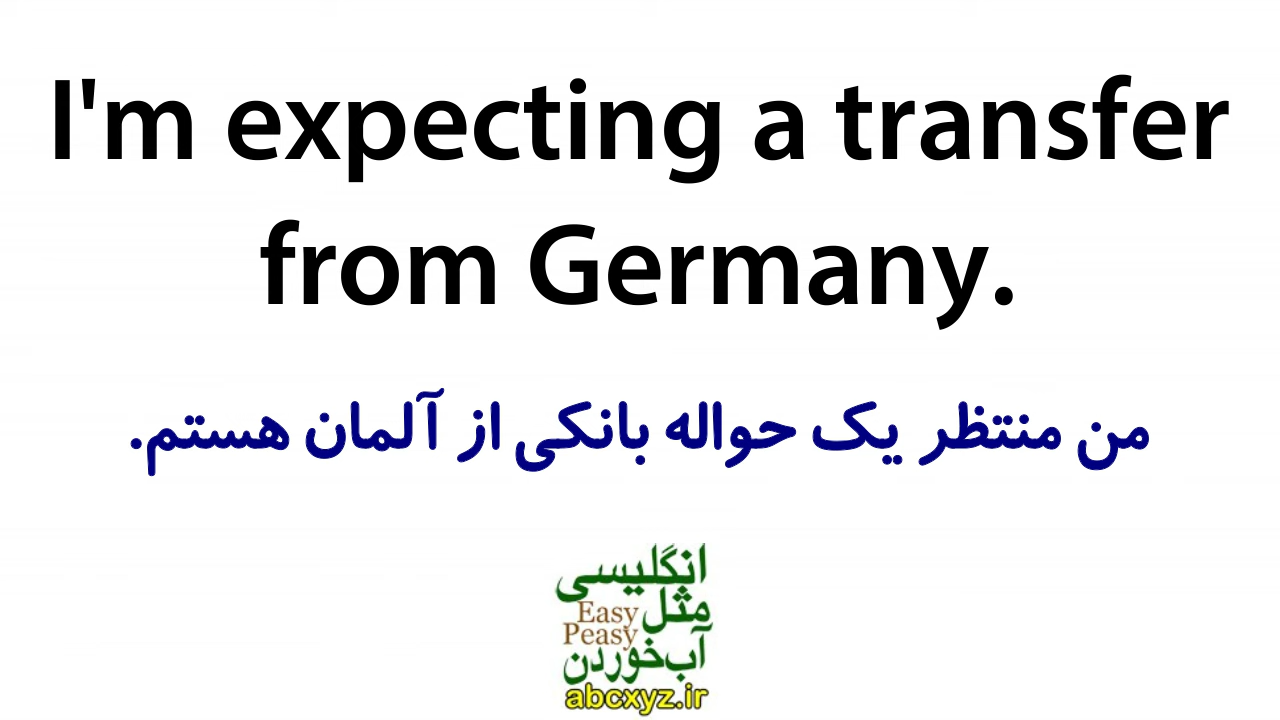 I'm expecting a transfer
from Germany.
من منتظر یک حواله بانکی از آلمان هستم.
انگلیسی
مثل
Easy
Peasy
آب‌خوردن
abcxyz.ir